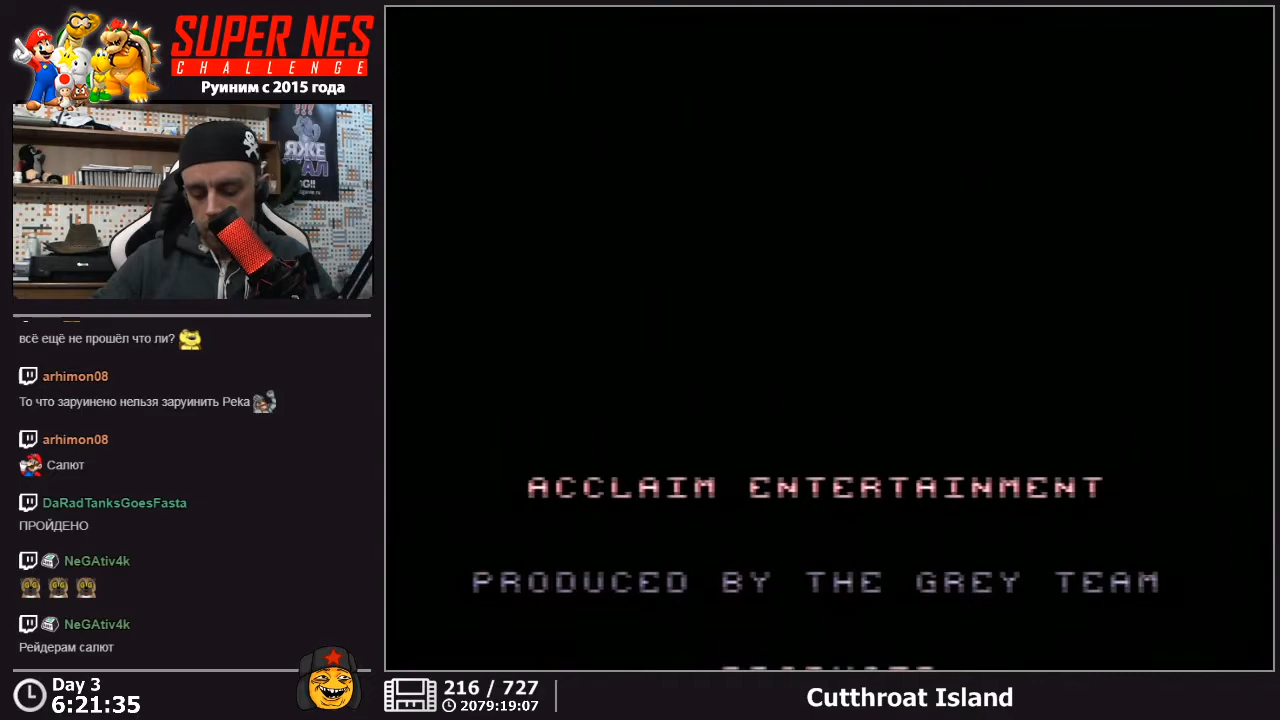 SUPER NES
CHALLENGE
Руиним с 2015 года
ЯЖЕ
всё ещё не прошёл что ли?
arhimon08
То что заруинено нельзя заруинить Peka
arhimon08
Салют
DaRadTanksGoesFasta
ПРОЙДЕНО
NeGAtiv4k
NeGAtiv4k
Рейдерам салют
Day 3
6:21:35
ACCLAIM ENTERTAINMENT
PRODUCED BY THE GREY TEAM
216 / 727
2079:19:07
Cutthroat Island